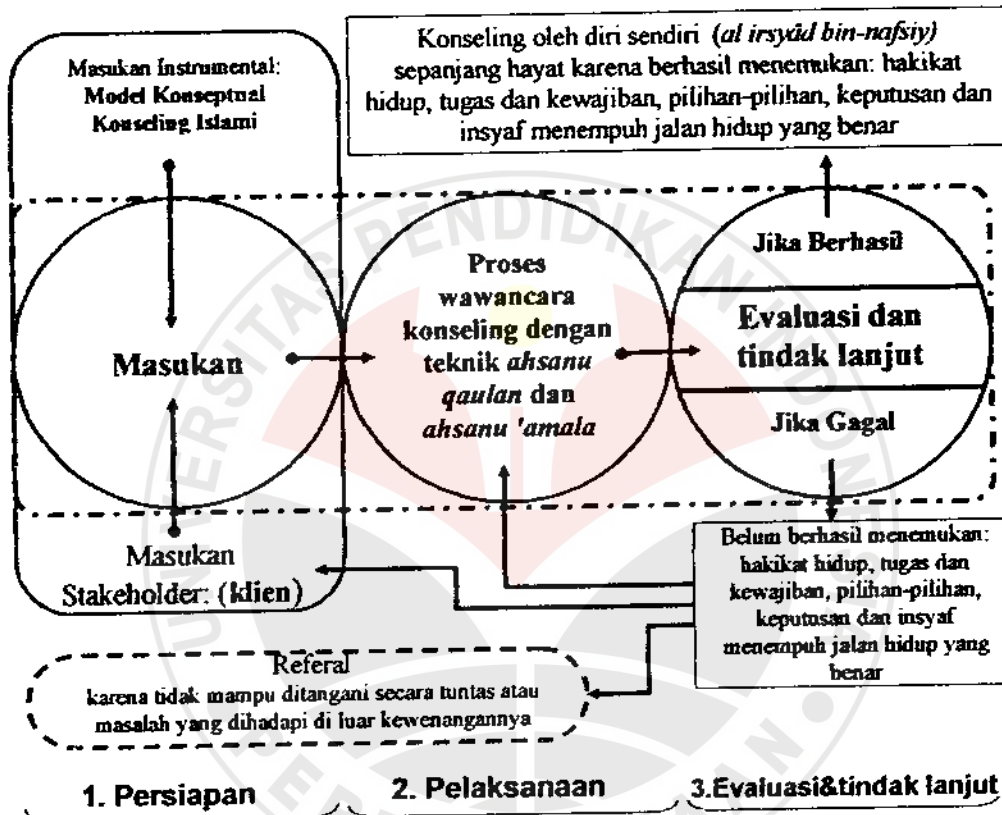 Masukan Instrumental:
Model Konseptual
Konseling Islami
Konseling oleh diri sendiri (al irsyād bin-nafsiy)
sepanjang hayat karena berhasil menemukan: hakikat
hidup, tugas dan kewajiban, pilihan-pilihan, keputusan dan
insyaf menempuh jalan hidup yang benar
Masukan
Proses
wawancara
konseling dengan
teknik ahsanu
qaulan dan
ahsanu 'amala
Jika Berhasil
Evaluasi dan
tindak lanjut
Jika Gagal
Masukan
Stakeholder: (klien)
Belum berhasil menemukan:
hakikat hidup, tugas dan
kewajiban, pilihan-pilihan,
keputusan dan insyaf
menempuh jalan hidup yang
benar
Referal
karena tidak mampu ditangani secara tuntas atau
masalah yang dihadapi di luar kewenangannya
1. Persiapan
2. Pelaksanaan
3.Evaluasi&tindak lanjut
UNIVERSITAS PENDIDIKAN INDONESIA